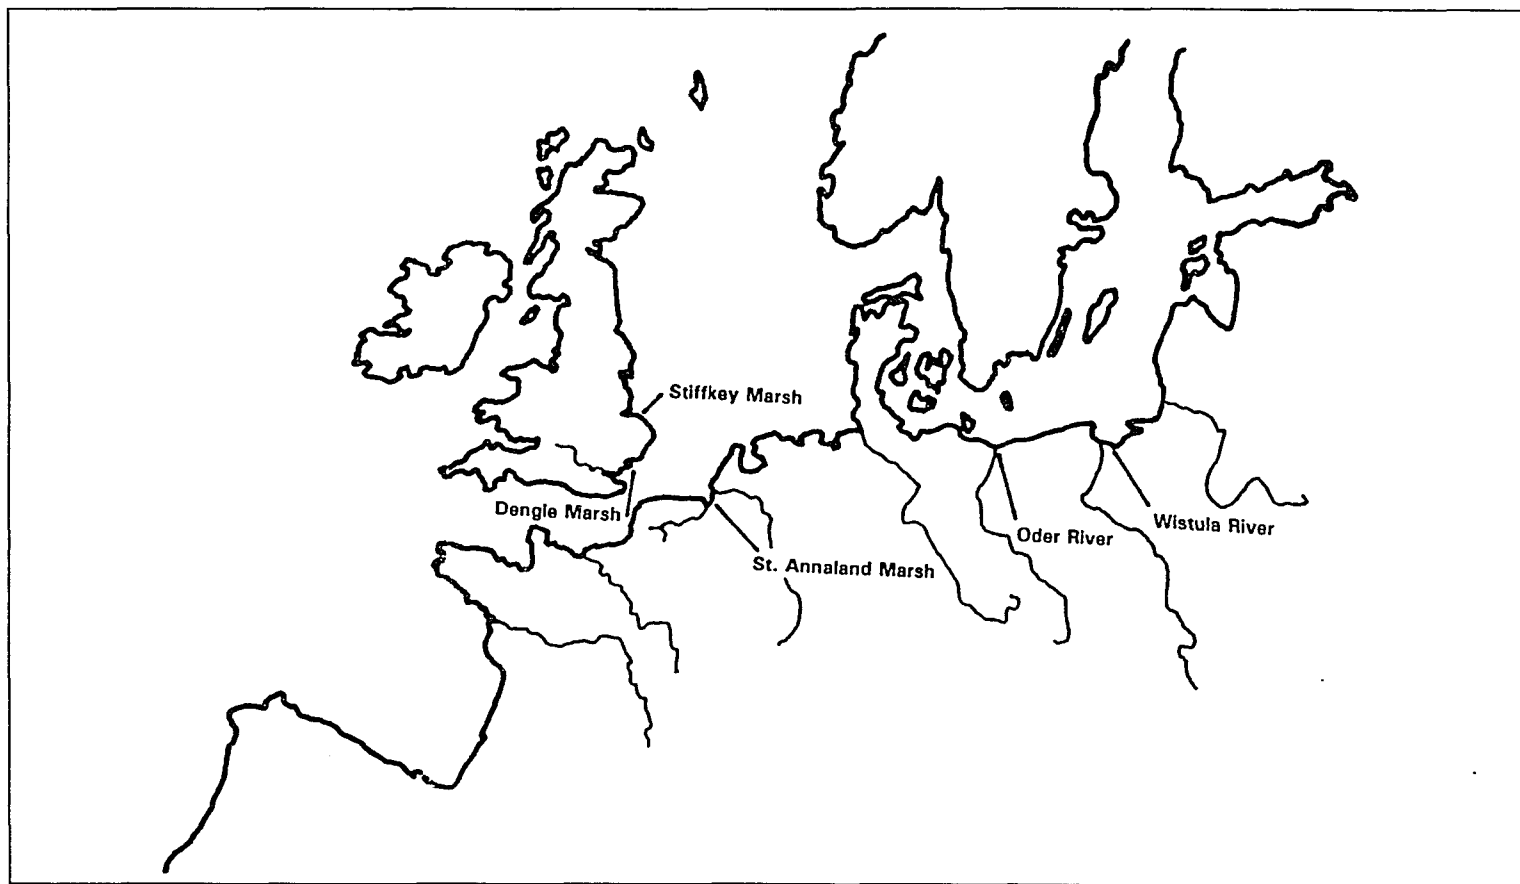 Stiffkey Marsh
Dengle Marsh
St. Annaland Marsh
Oder River
Wistula River